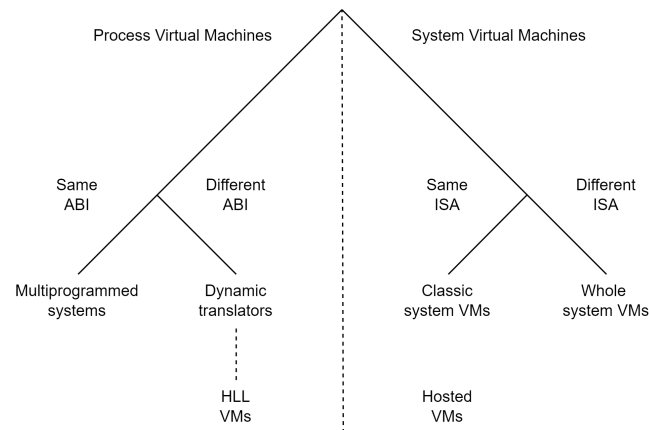 Process Virtual Machines
System Virtual Machines
Same
ABI
Different
ABI
Same
ISA
Different
ISA
Multiprogrammed
systems
Dynamic
translators
Classic
system VMs
Whole
system VMs
HLL
VMs
Hosted
VMs